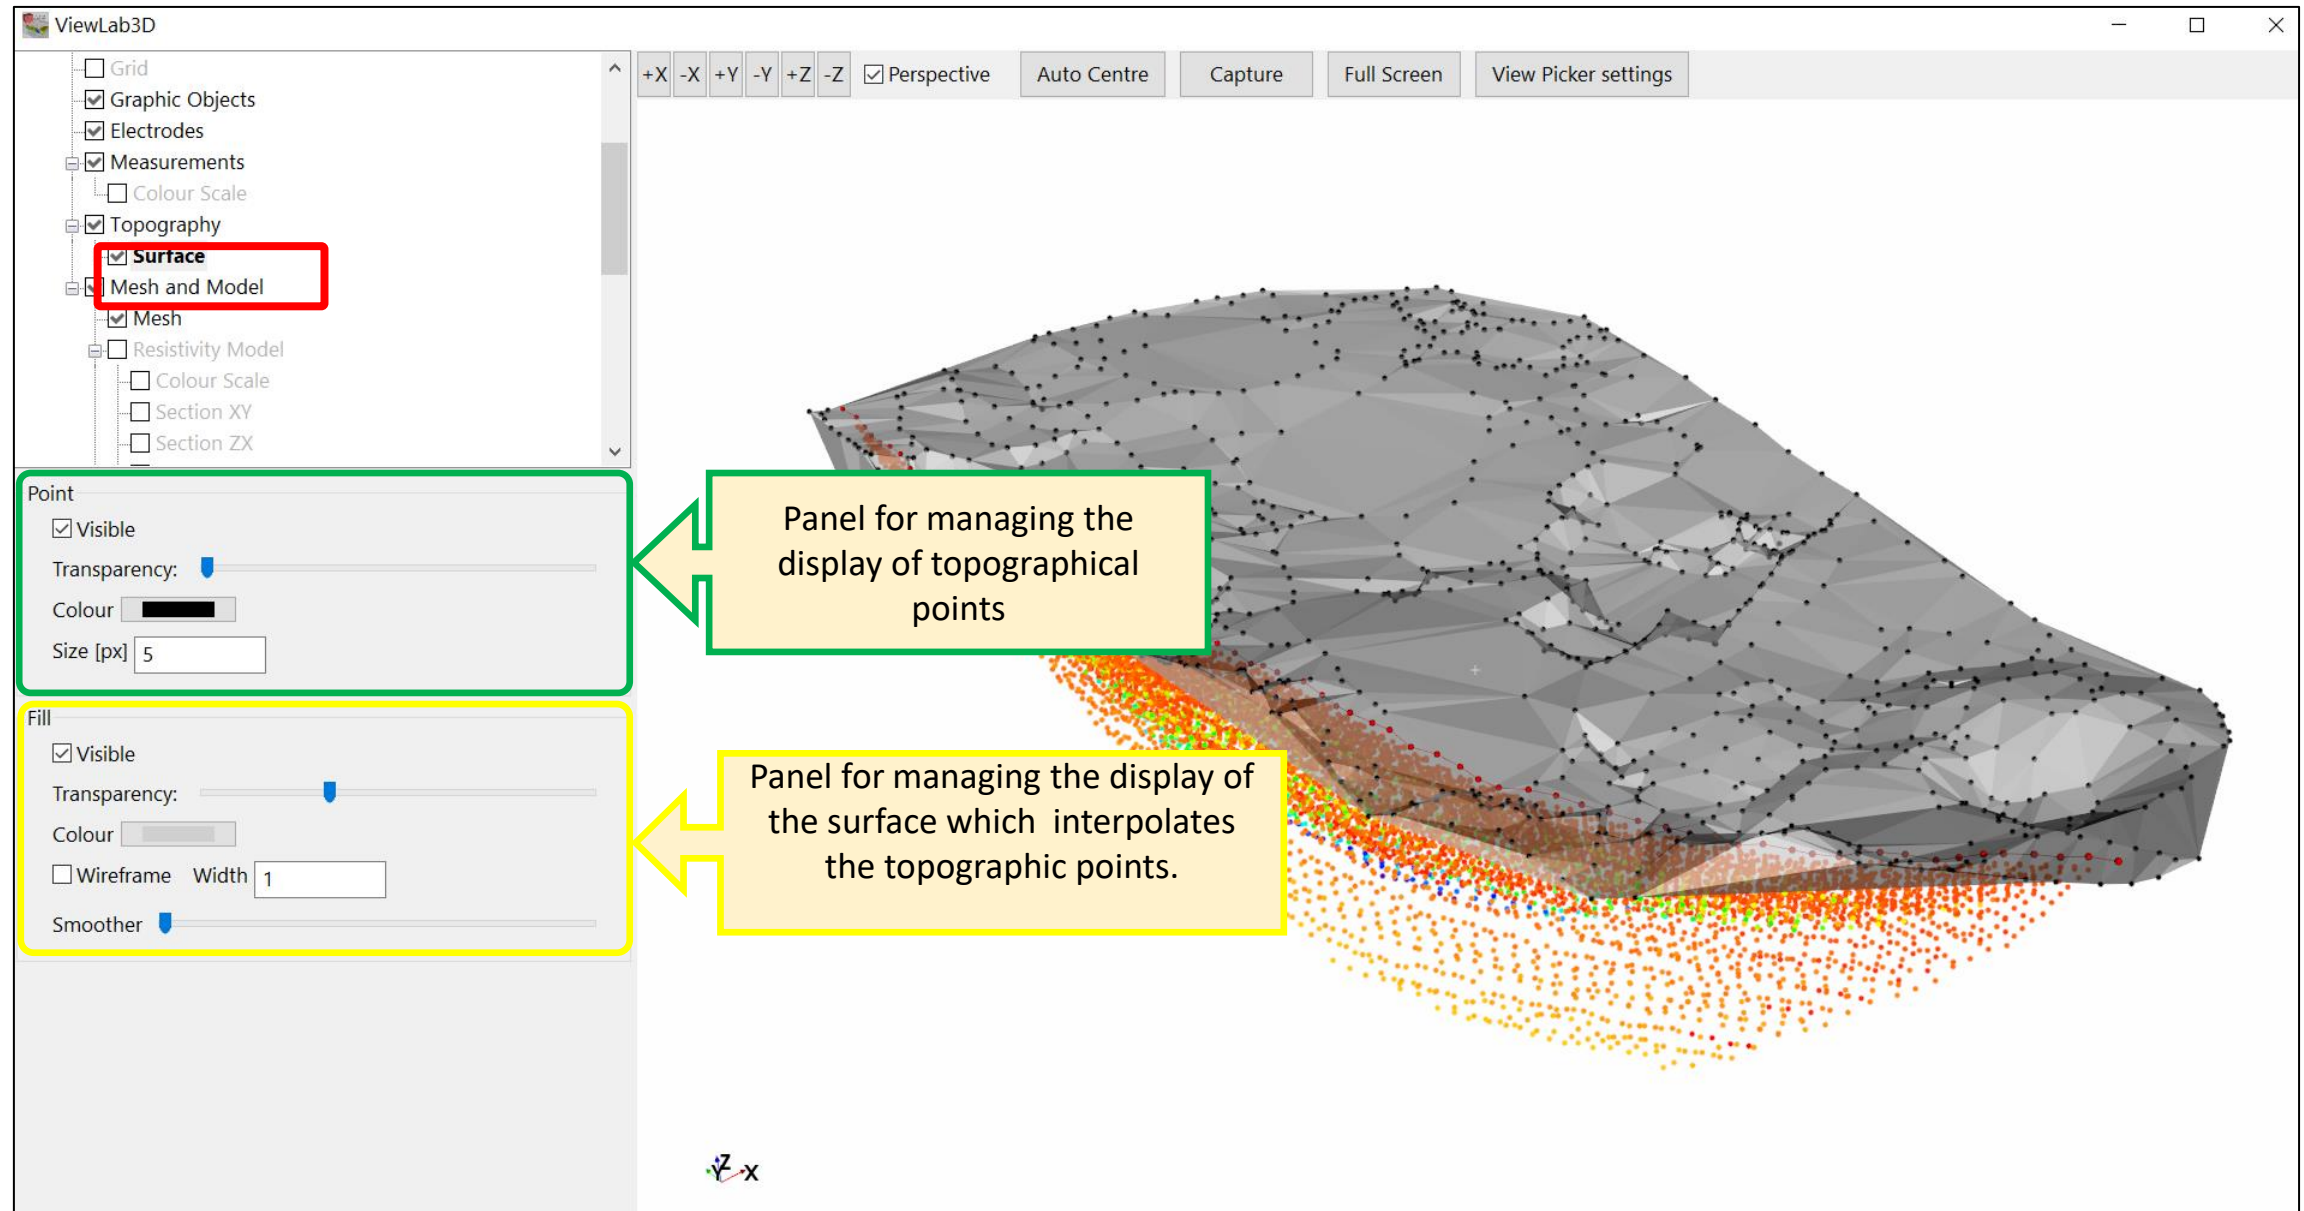 ViewLab3D
Grid
Graphic Objects
Electrodes
Measurements
Colour Scale
Topography
Surface
Mesh and Model
Mesh
Resistivity Model
Colour Scale
Section XY
Section ZX
+X -X +Y -Y +Z -Z Perspective Auto Centre Capture Full Screen View Picker settings
Point
Visible
Transparency:
Colour
Size [px] 5
Fill
Visible
Transparency:
Colour
Wireframe Width 1
Smoother
Panel for managing the
display of topographical
points
Panel for managing the display of
the surface which interpolates
the topographic points.
Z
Y X